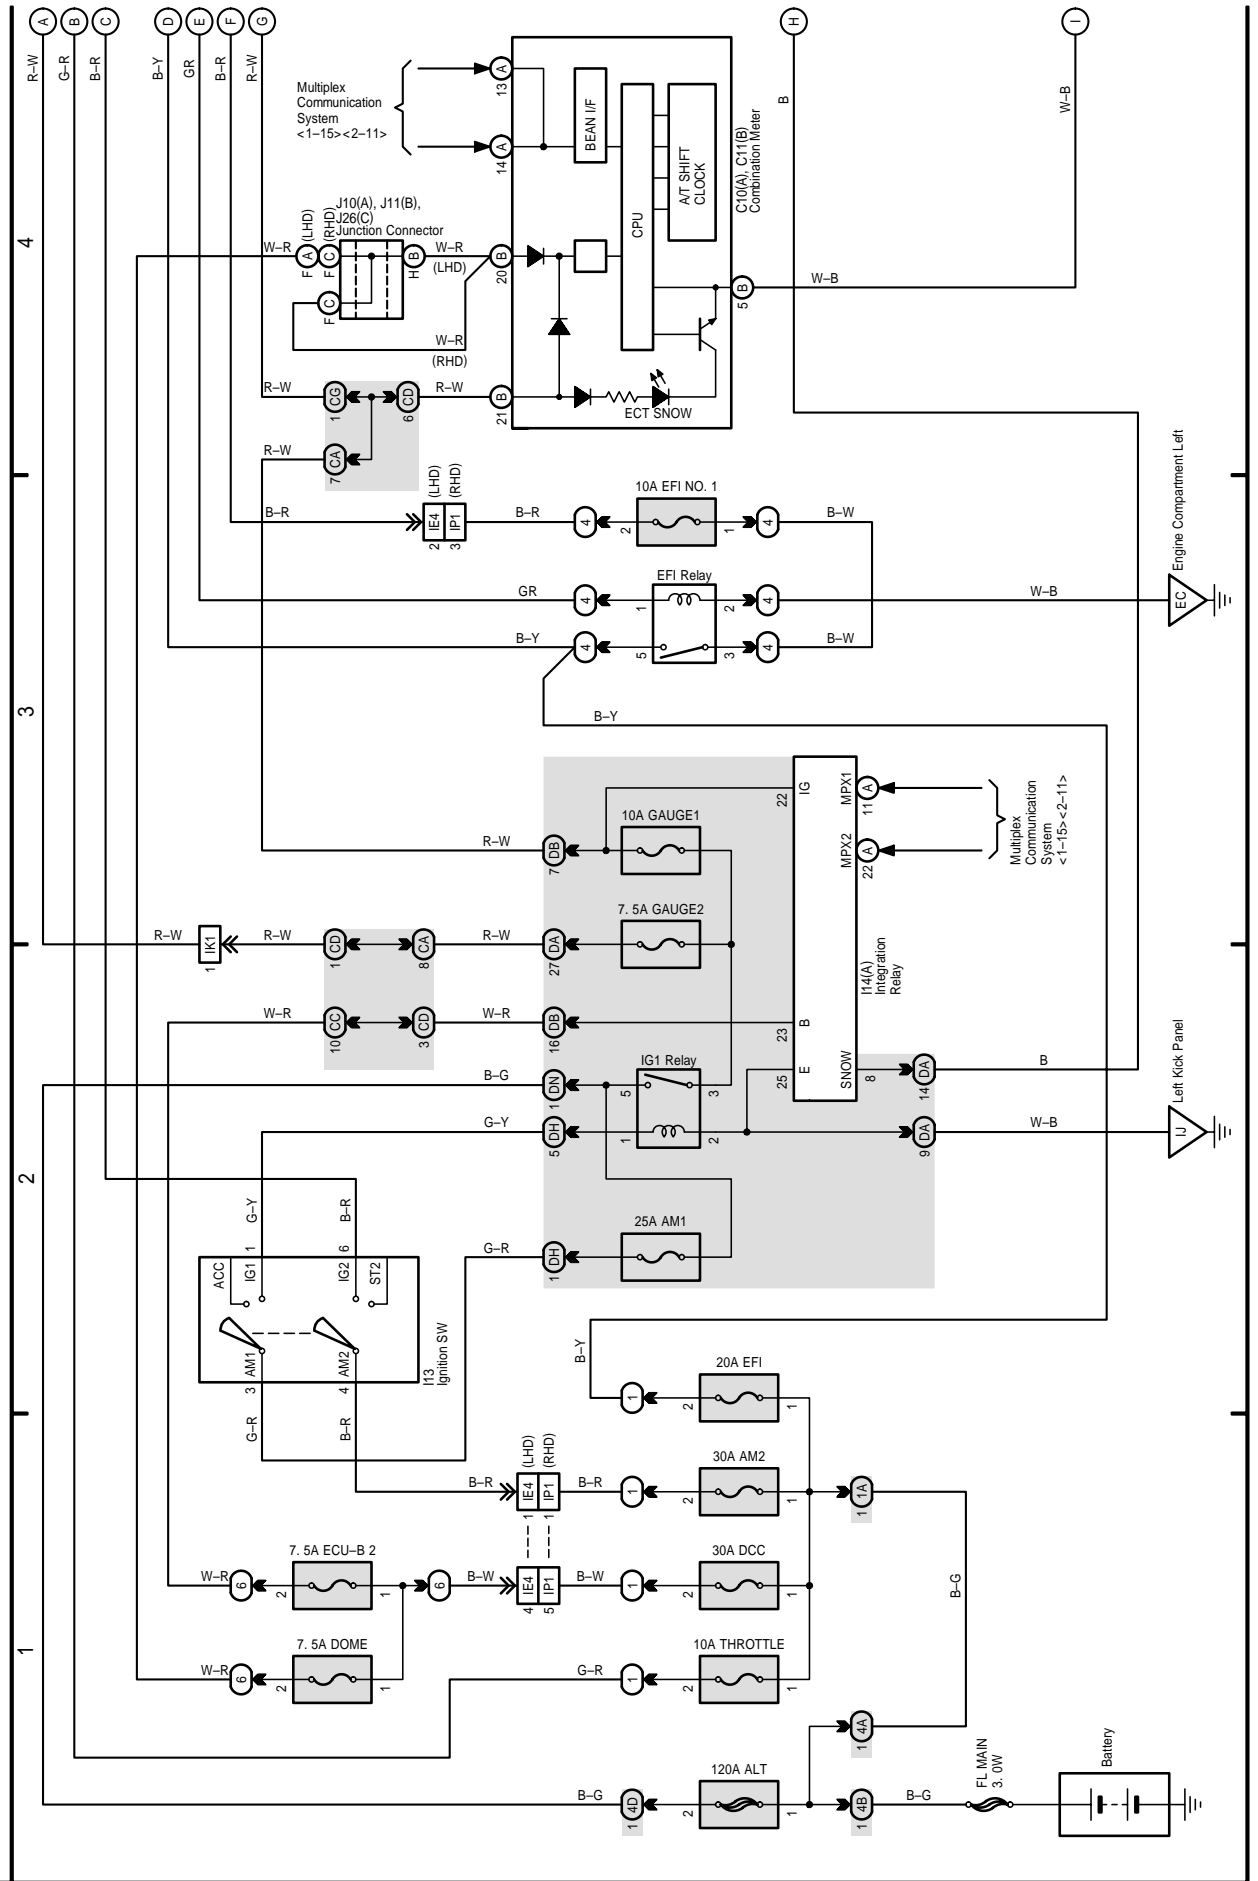 A
B
C
D
E
F
G
H
I
R–W
G–R
B–R
B–Y
GR
B–R
R–W
B
W–B
Multiplex
Communication
System
<1–15><2–11>
13 A
14 A
BEAN I/F
CPU
A/T SHIFT
CLOCK
C10(A), C11(B)
Combination Meter
4
J10(A), J11(B),
J26(C)
Junction Connector
W–R
F A (LHD)
F C (RHD)
F C
H B
W–R
(LHD)
20 B
W–R
(RHD)
5 B
W–B
R–W
1 CG
6 CD
R–W
21 B
ECT SNOW
R–W
7 CA
B–R
2 IE4 (LHD)
3 IP1 (RHD)
B–R
4
2
10A EFI NO. 1
1
4
B–W
Engine Compartment Left
EFI Relay
GR
4
1
2
4
W–B
EC
B–Y
4
5
3
4
B–W
3
B–Y
22
IG
MPX1
11 A
MPX2
22 A
Multiplex
Communication
System
<1–15><2–11>
10A GAUGE1
R–W
7 DB
7. 5A GAUGE2
R–W
1 IK1
R–W
1 CD
8 CA
R–W
27 DA
I14(A)
Integration
Relay
W–R
10 CC
3 CD
W–R
16 DB
23
B
IG1 Relay
25
E
SNOW
8
14 DA
B
B–G
1 DN
5
3
G–Y
5 DH
1
2
9 DA
W–B
IJ
Left Kick Panel
2
G–Y
B–R
25A AM1
G–R
1 DH
1
6
ACC
IG1
IG2
ST2
AM1
AM2
3
4
I13
Ignition SW
G–R
B–R
B–Y
20A EFI
1
2
1
B–R
1 IE4 (LHD)
1 IP1 (RHD)
B–R
1
2
30A AM2
1
1 1A
7. 5A ECU–B 2
W–R
6
2
1
6
B–W
4 IE4
5 IP1
B–W
1
2
30A DCC
1
B–G
1
7. 5A DOME
W–R
6
2
1
G–R
1
2
10A THROTTLE
1
1 4A
120A ALT
B–G
1 4D
2
1
1 4B
B–G
FL MAIN
3. 0W
Battery